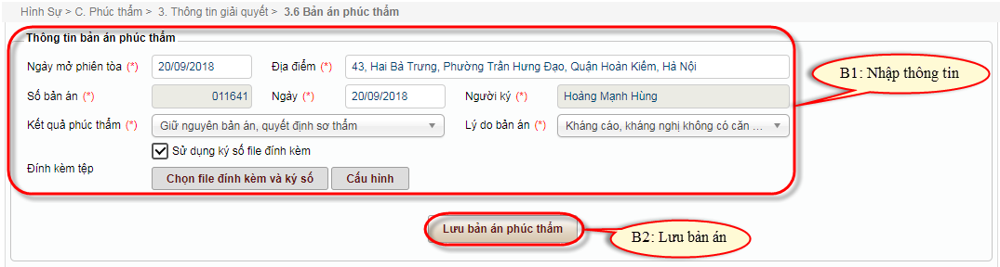 Hình Sự > C. Phúc thẩm > 3. Thông tin giải quyết > 3.6 Bản án phúc thẩm
Thông tin bản án phúc thẩm
Ngày mở phiên tòa (*) 20/09/2018 Địa điểm (*) 43, Hai Bà Trưng, Phường Trần Hưng Đạo, Quận Hoàn Kiếm, Hà Nội
B1: Nhập thông tin
Số bản án (*) 011641 Ngày (*) 20/09/2018 Người ký (*) Hoàng Mạnh Hùng
Kết quả phúc thẩm (*) Giữ nguyên bản án, quyết định sơ thẩm Lý do bản án (*) Kháng cáo, kháng nghị không có căn ...
Sử dụng ký số file đính kèm
Đính kèm tệp
Chọn file đính kèm và ký số Cấu hình
Lưu bản án phúc thẩm
B2: Lưu bản án